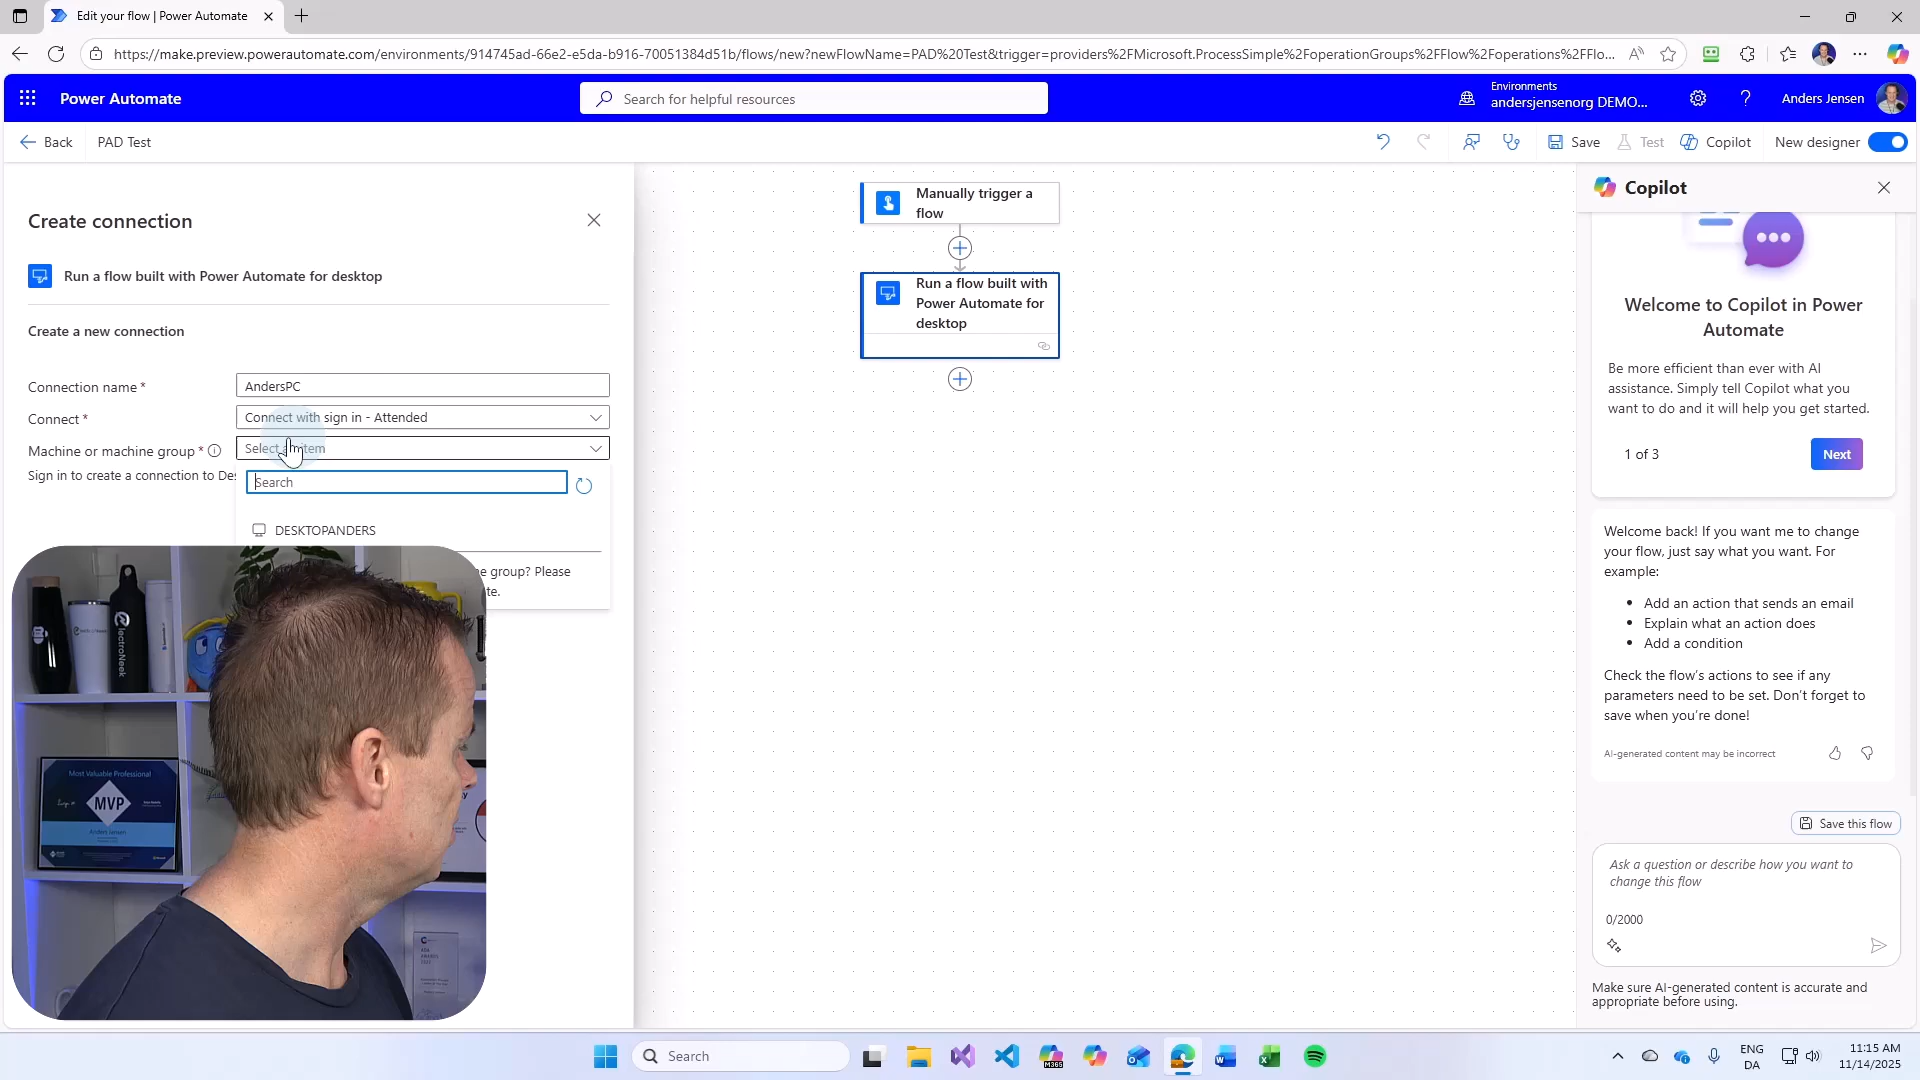 Edit your flow | Power Automate
https://make.preview.powerautomate.com/environments/914745ad-66e2-e5da-b916-70051384d51b/flows/new?newFlowName=PAD%20Test&trigger=providers%2FMicrosoft.ProcessSimple%2FoperationGroups%2FFlow%2Foperations%2FFlo...
Power Automate
Search for helpful resources
Environments
andersjensenorg DEMO...
Anders Jensen
Back
PAD Test
Save
Test
Copilot
New designer
Create connection
Run a flow built with Power Automate for desktop
Create a new connection
Connection name *
AndersPC
Connect *
Connect with sign in - Attended
Machine or machine group *
Sign in to create a connection to Des
Search
DESKTOPANDERS
group? Please
Manually trigger a
flow
Run a flow built with
Power Automate for
desktop
Copilot
Welcome to Copilot in Power
Automate
Be more efficient than ever with AI
assistance. Simply tell Copilot what you
want to do and it will help you get started.
1 of 3
Next
Welcome back! If you want me to change
your flow, just say what you want. For
example:
• Add an action that sends an email
• Explain what an action does
• Add a condition
Check the flow's actions to see if any
parameters need to be set. Don't forget to
save when you're done!
AI-generated content may be incorrect
Save this flow
Ask a question or describe how you want to
change this flow
0/2000
Make sure AI-generated content is accurate and
appropriate before using.
Most Valuable Professional
MVP
Anders Jensen
Search
M365
ENG
DA
11:15 AM
11/14/2025